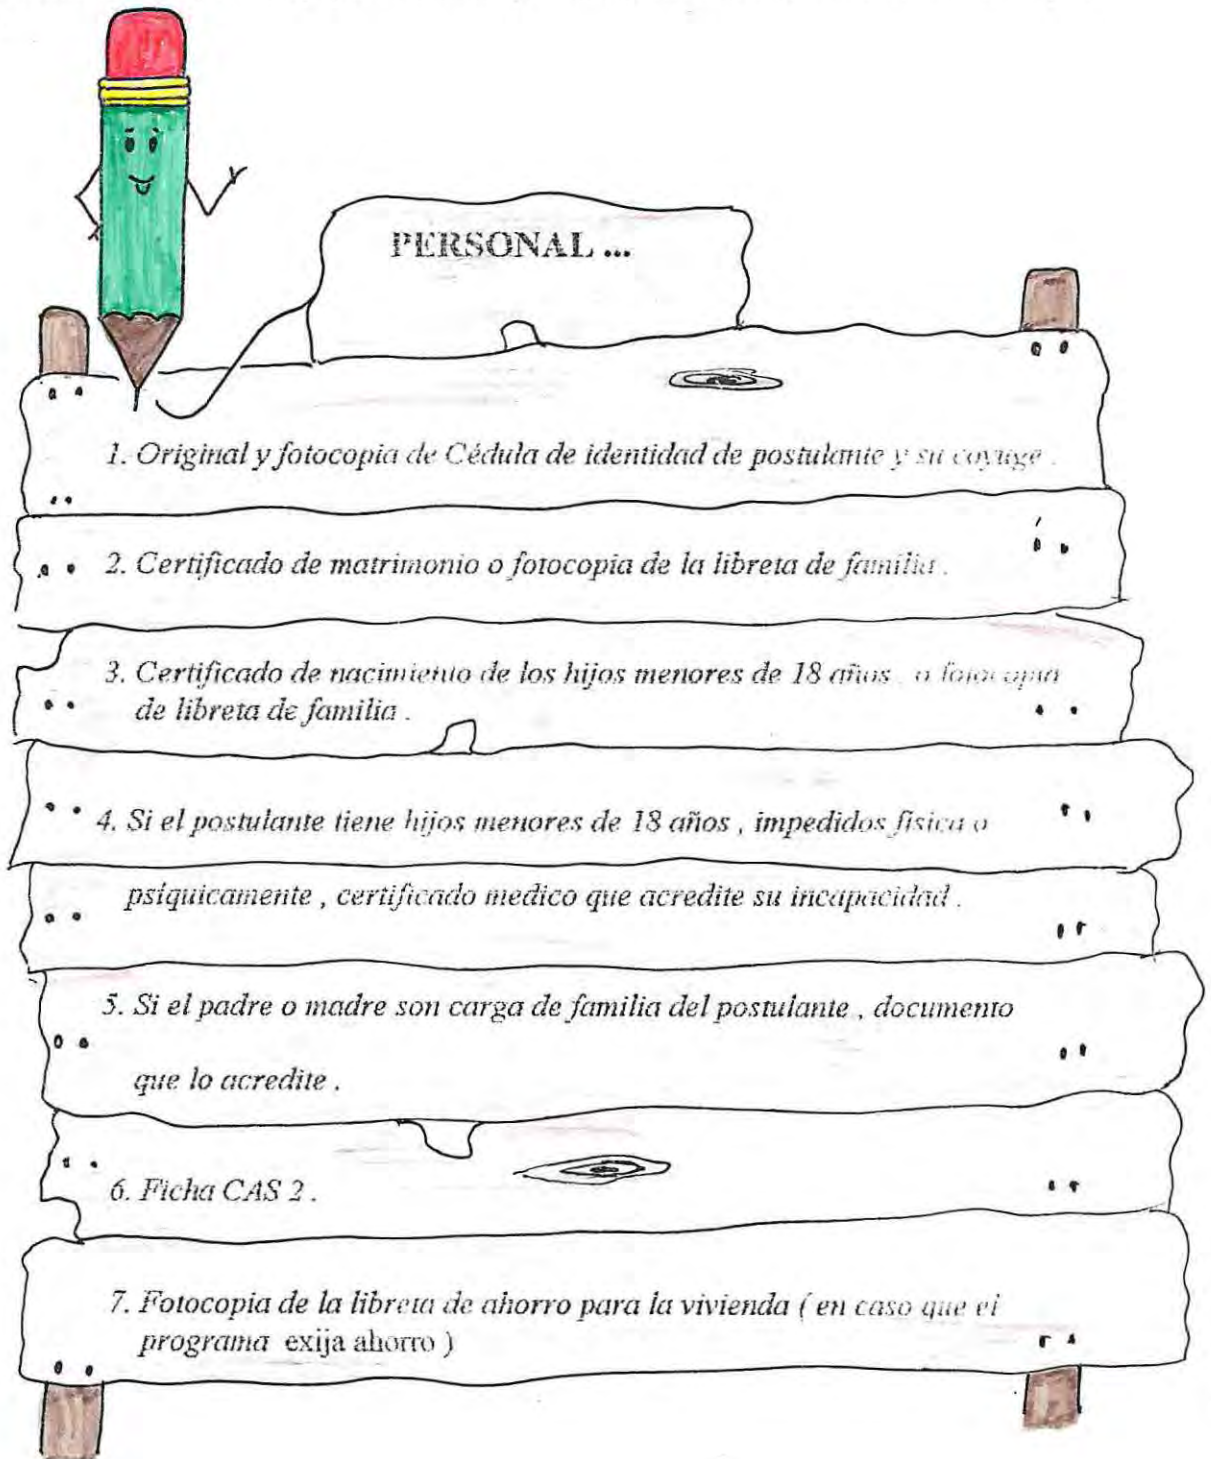 PERSONAL ...
1. Original y fotocopia de Cédula de identidad de postulante y su coyuge .
2. Certificado de matrimonio o fotocopia de la libreta de familia .
3. Certificado de nacimiento de los hijos menores de 18 años . o fotocopia
de libreta de familia .
4. Si el postulante tiene hijos menores de 18 años , impedidos física o
psíquicamente , certificado medico que acredite su incapacidad .
5. Si el padre o madre son carga de familia del postulante , documento
que lo acredite .
6. Ficha CAS 2 .
7. Fotocopia de la libreta de ahorro para la vivienda ( en caso que el
programa exija ahorro )